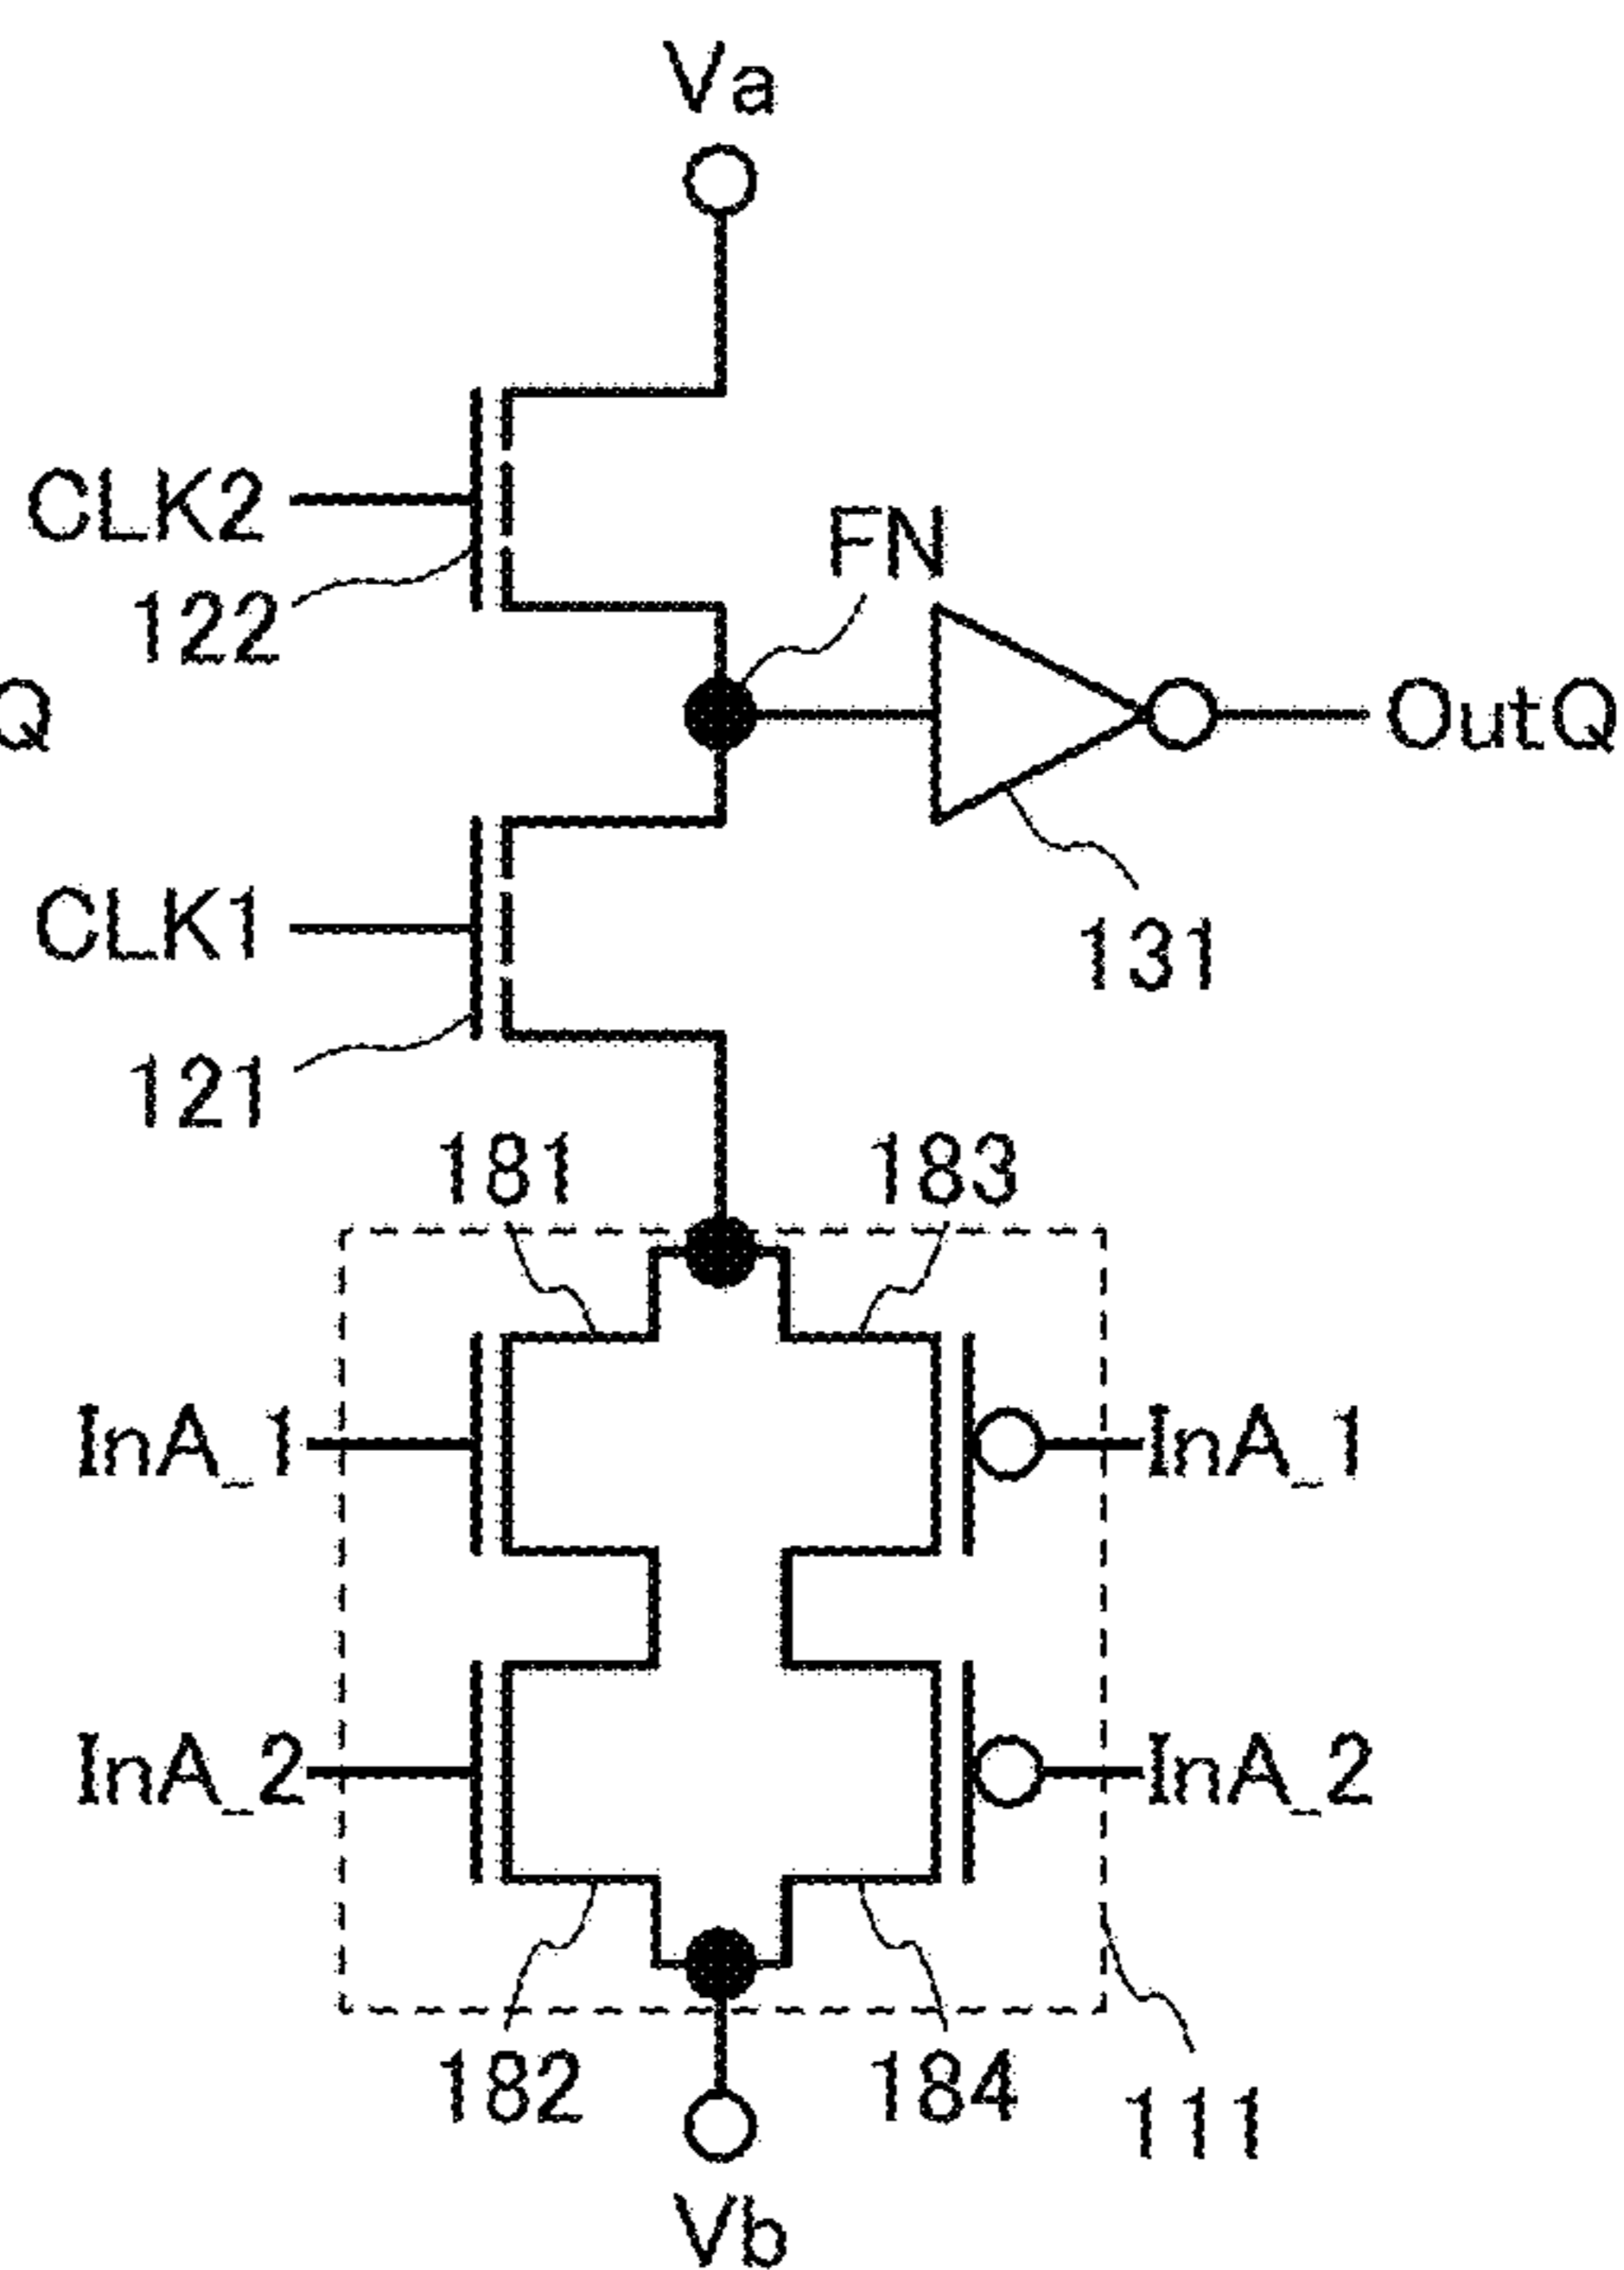 Va
CLK2
122
FN
Q
OutQ
CLK1
131
121
181
183
InA_1
InA_1
InA_2
InA_2
182
184
111
Vb